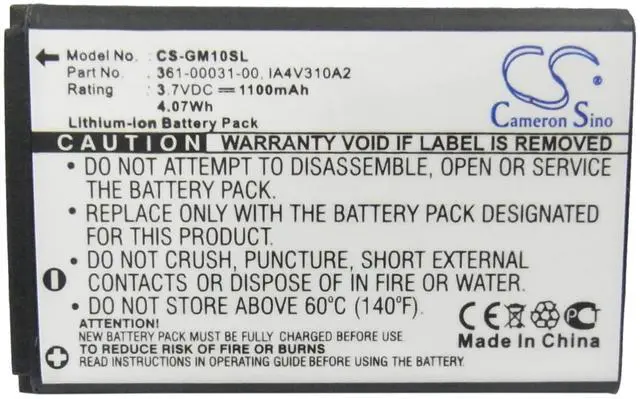 Model No.: CS-GM10SL
Part No. : 361-00031-00, IA4V310A2
Rating : 3.7VDC ⎓ 1100mAh
4.07Wh
Lithium-ion Battery Pack
CS
Cameron Sino
CAUTION WARRANTY VOID IF LABEL IS REMOVED
• DO NOT ATTEMPT TO DISASSEMBLE, OPEN OR SERVICE
THE BATTERY PACK.
• REPLACE ONLY WITH THE BATTERY PACK DESIGNATED
FOR THIS PRODUCT.
• DO NOT CRUSH, PUNCTURE, SHORT EXTERNAL
CONTACTS OR DISPOSE OF IN FIRE OR WATER.
• DO NOT STORE ABOVE 60°C (140°F).
ATTENTION!
NEW BATTERY PACK MUST BE FULLY CHARGED BEFORE USE.
TO REDUCE RISK OF FIRE OR BURNS
READ INSTRUCTIONS GUIDE BEFORE USING THE BATTERY PACK.
CE PC
Made In China